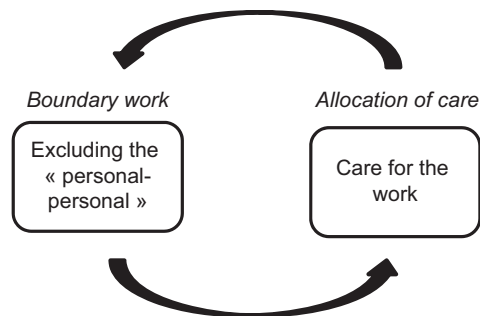 Boundary work
Excluding the
« personal-
personal »
Allocation of care
Care for the
work